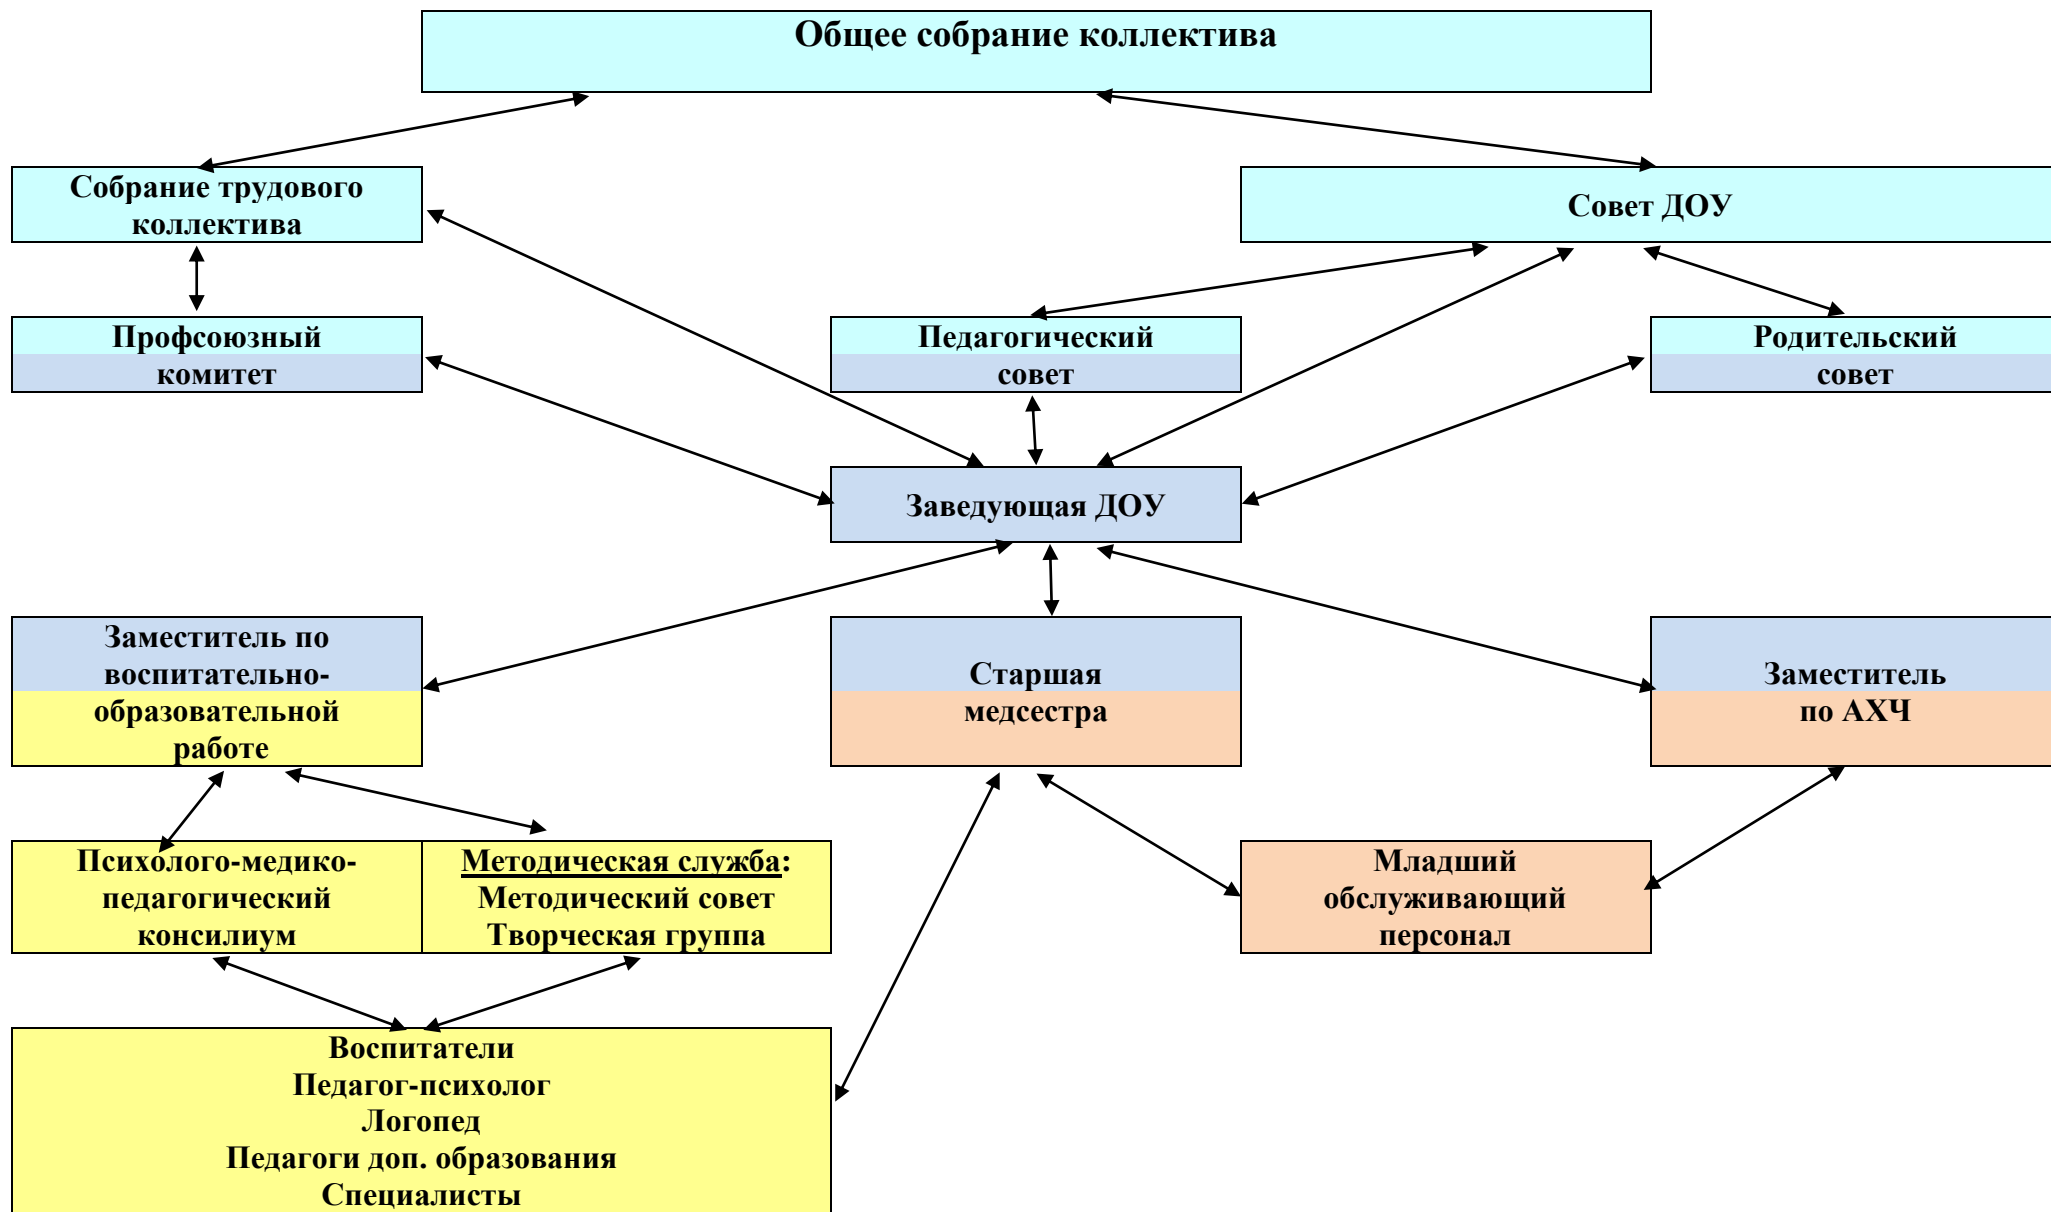 Общее собрание коллектива
Собрание трудового
коллектива
Совет ДОУ
Профсоюзный
комитет
Педагогический
совет
Родительский
совет
Заведующая ДОУ
Заместитель по
воспитательно-
образовательной
работе
Старшая
медсестра
Заместитель
по АХЧ
Психолого-медико-
педагогический
консилиум
Методическая служба:
Методический совет
Творческая группа
Младший
обслуживающий
персонал
Воспитатели
Педагог-психолог
Логопед
Педагоги доп. образования
Специалисты